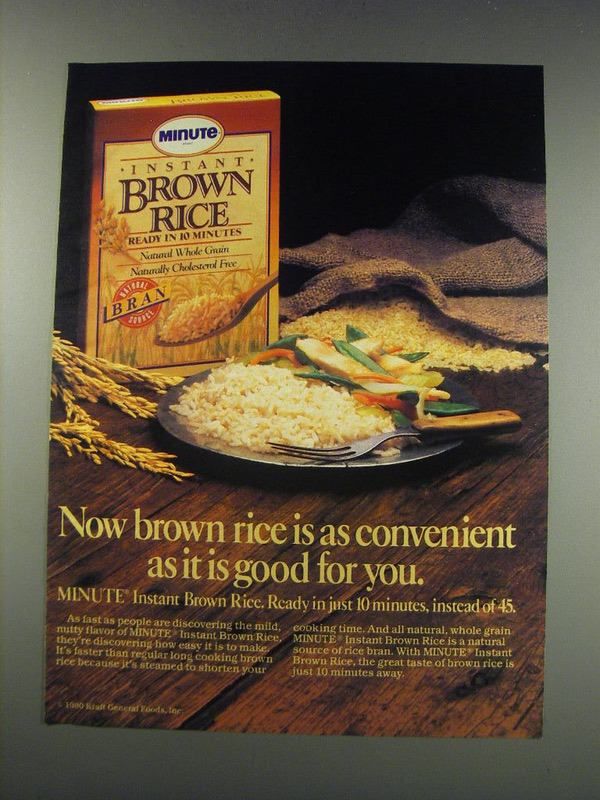 MINUTE BROWN RICE
MINUTE
INSTANT
BROWN
RICE
READY IN 10 MINUTES
Natural Whole Grain
Naturally Cholesterol Free
NATURAL
BRAN
SOURCE
Now brown rice is as convenient
as it is good for you.
MINUTE® Instant Brown Rice. Ready in just 10 minutes, instead of 45.
As fast as people are discovering the mild,
nutty flavor of MINUTE® Instant Brown Rice,
they're discovering how easy it is to make.
It's faster than regular long cooking brown
rice because it's steamed to shorten your
cooking time. And all natural, whole grain
MINUTE® Instant Brown Rice is a natural
source of rice bran. With MINUTE® Instant
Brown Rice, the great taste of brown rice is
just 10 minutes away.
© 1990 Kraft General Foods, Inc.